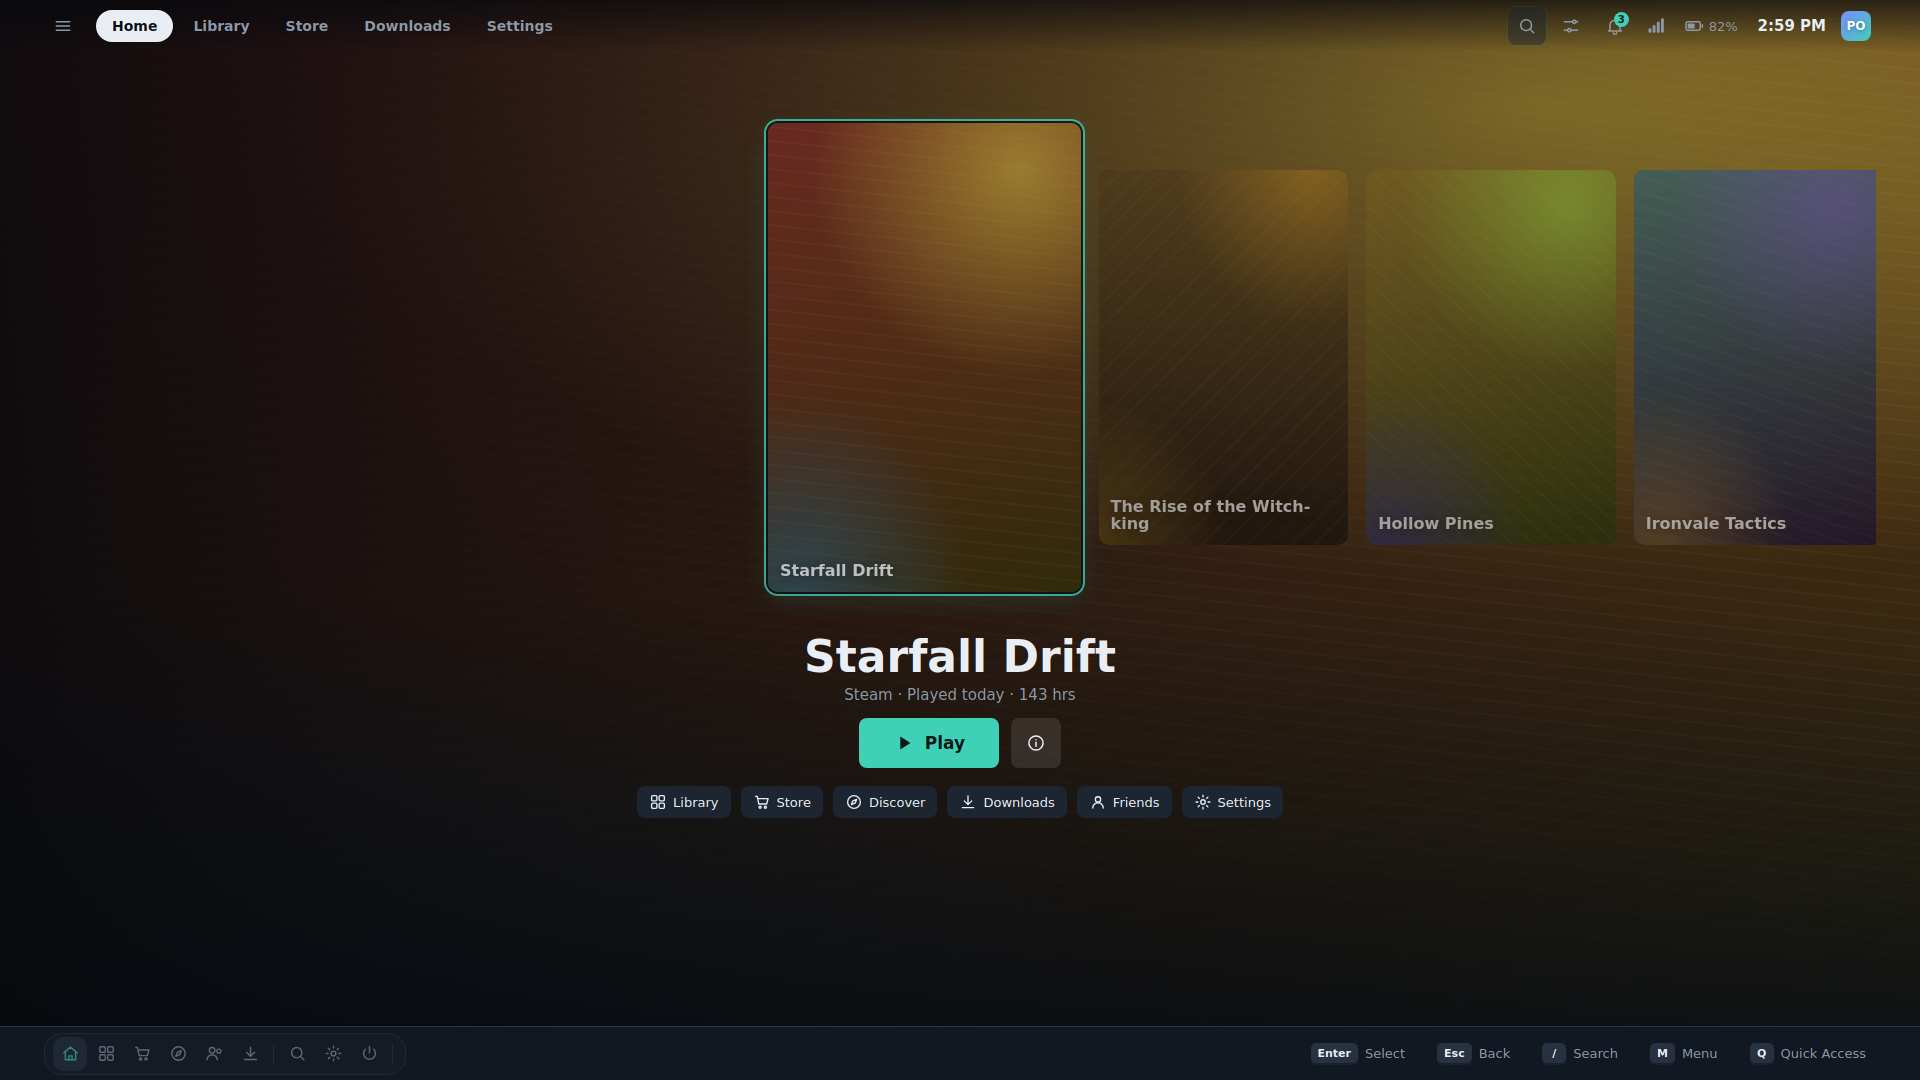 Home Library Store Downloads Settings
3
82%
2:59 PM
PO
Starfall Drift
The Rise of the Witch-
king
Hollow Pines
Ironvale Tactics
Starfall Drift
Steam · Played today · 143 hrs
Play
Library Store Discover Downloads Friends Settings
Enter Select Esc Back / Search M Menu Q Quick Access